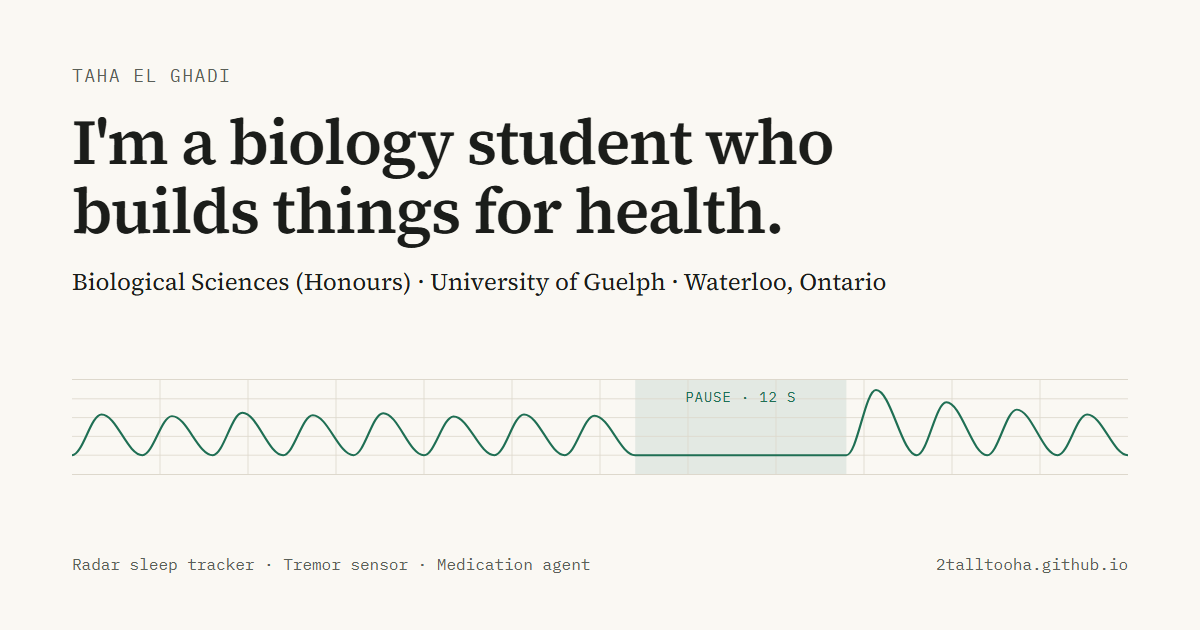 TAHA EL GHADI
I'm a biology student who
builds things for health.
Biological Sciences (Honours) · University of Guelph · Waterloo, Ontario
PAUSE · 12 S
Radar sleep tracker · Tremor sensor · Medication agent
2talltooha.github.io